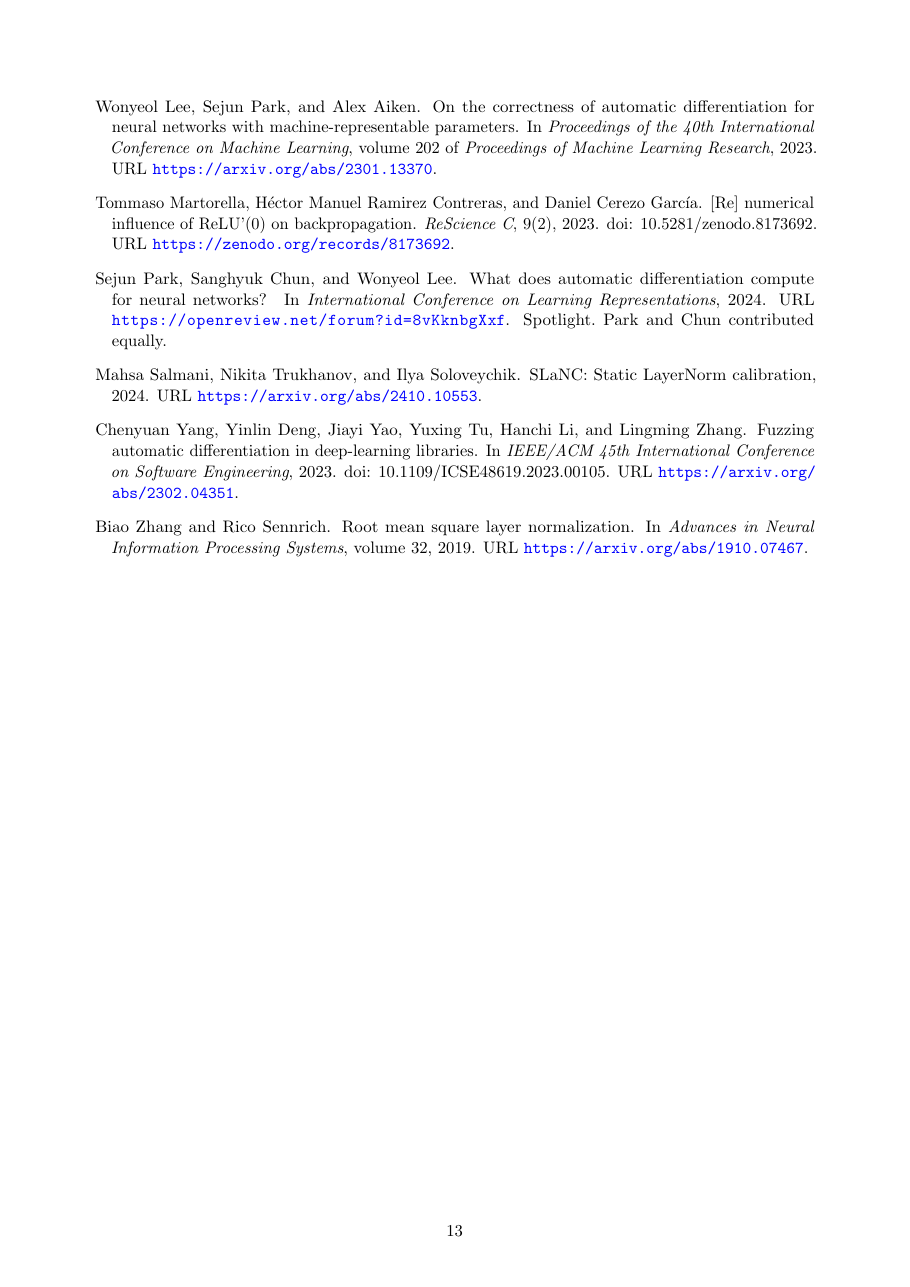 Wonyeol Lee, Sejun Park, and Alex Aiken. On the correctness of automatic differentiation for
neural networks with machine-representable parameters. In Proceedings of the 40th International
Conference on Machine Learning, volume 202 of Proceedings of Machine Learning Research, 2023.
URL https://arxiv.org/abs/2301.13370.
Tommaso Martorella, Héctor Manuel Ramirez Contreras, and Daniel Cerezo García. [Re] numerical
influence of ReLU'(0) on backpropagation. ReScience C, 9(2), 2023. doi: 10.5281/zenodo.8173692.
URL https://zenodo.org/records/8173692.
Sejun Park, Sanghyuk Chun, and Wonyeol Lee. What does automatic differentiation compute
for neural networks? In International Conference on Learning Representations, 2024. URL
https://openreview.net/forum?id=8vKknbgXxf. Spotlight. Park and Chun contributed
equally.
Mahsa Salmani, Nikita Trukhanov, and Ilya Soloveychik. SLaNC: Static LayerNorm calibration,
2024. URL https://arxiv.org/abs/2410.10553.
Chenyuan Yang, Yinlin Deng, Jiayi Yao, Yuxing Tu, Hanchi Li, and Lingming Zhang. Fuzzing
automatic differentiation in deep-learning libraries. In IEEE/ACM 45th International Conference
on Software Engineering, 2023. doi: 10.1109/ICSE48619.2023.00105. URL https://arxiv.org/
abs/2302.04351.
Biao Zhang and Rico Sennrich. Root mean square layer normalization. In Advances in Neural
Information Processing Systems, volume 32, 2019. URL https://arxiv.org/abs/1910.07467.
13